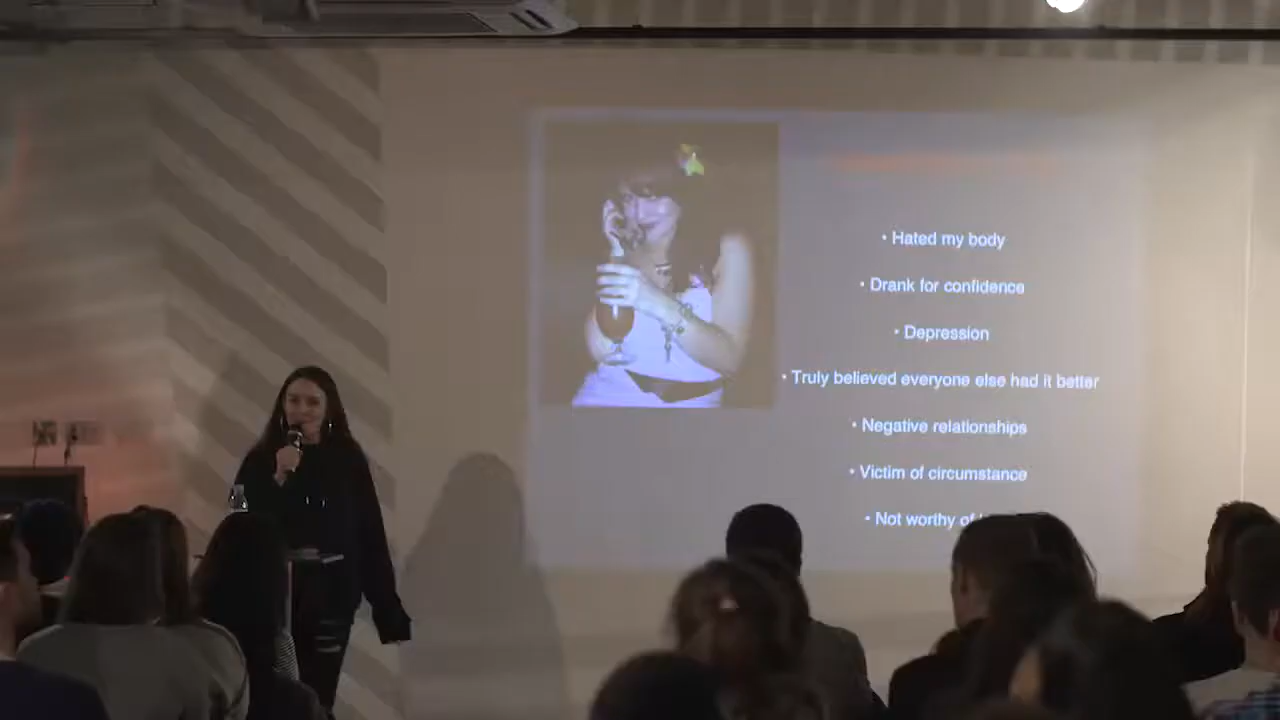 • Hated my body
• Drank for confidence
• Depression
• Truly believed everyone else had it better
• Negative relationships
• Victim of circumstance
• Not worthy of